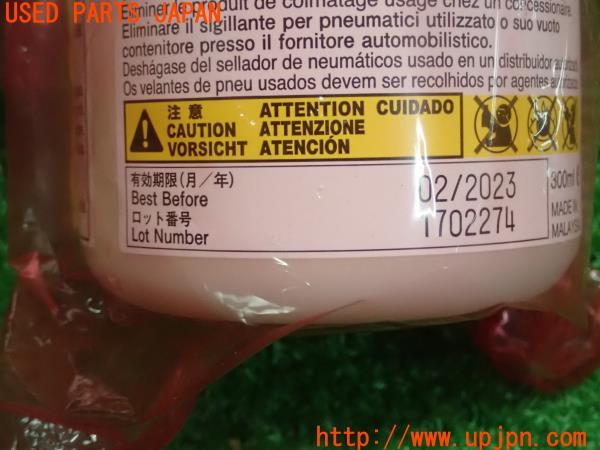 USED PARTS JAPAN
produit de colmatage usagé chez un concessionnaire
Eliminare il sigillante per pneumatici utilizzato o suo vuoto
contenitore presso il fornitore automobilistico.
Deshágase del sellador de neumáticos usado en un distribuidor
Os velantes de pneu usados devem ser recolhidos por agentes
注意 ATTENTION CUIDADO
CAUTION ATTENZIONE
VORSICHT ATENCIÓN
有効期限(月/年)
Best Before
02/2023
ロット番号
Lot Number
1702274
300ml
MADE IN
MALAYSIA
http://www.upjpn.com